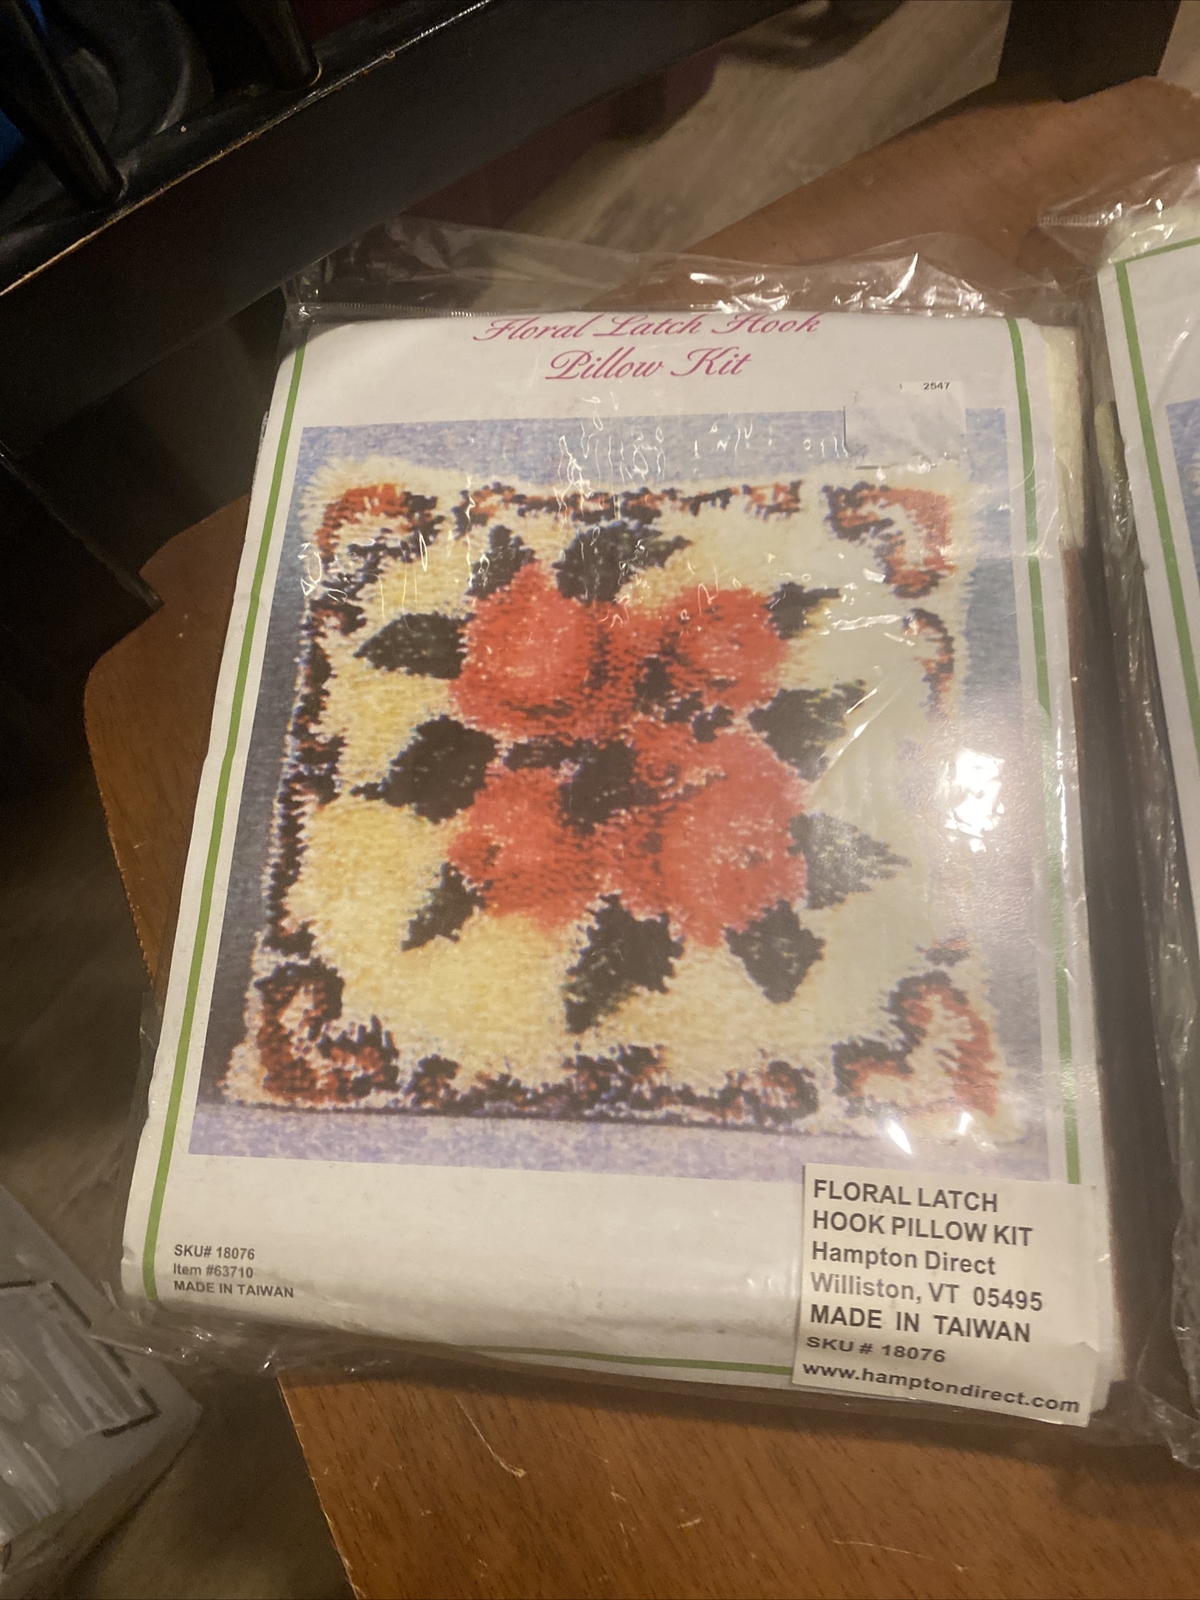 Floral Latch Hook
Pillow Kit
2547
SKU# 18076
Item #63710
MADE IN TAIWAN
FLORAL LATCH
HOOK PILLOW KIT
Hampton Direct
Williston, VT 05495
MADE IN TAIWAN
SKU # 18076
www.hamptondirect.com